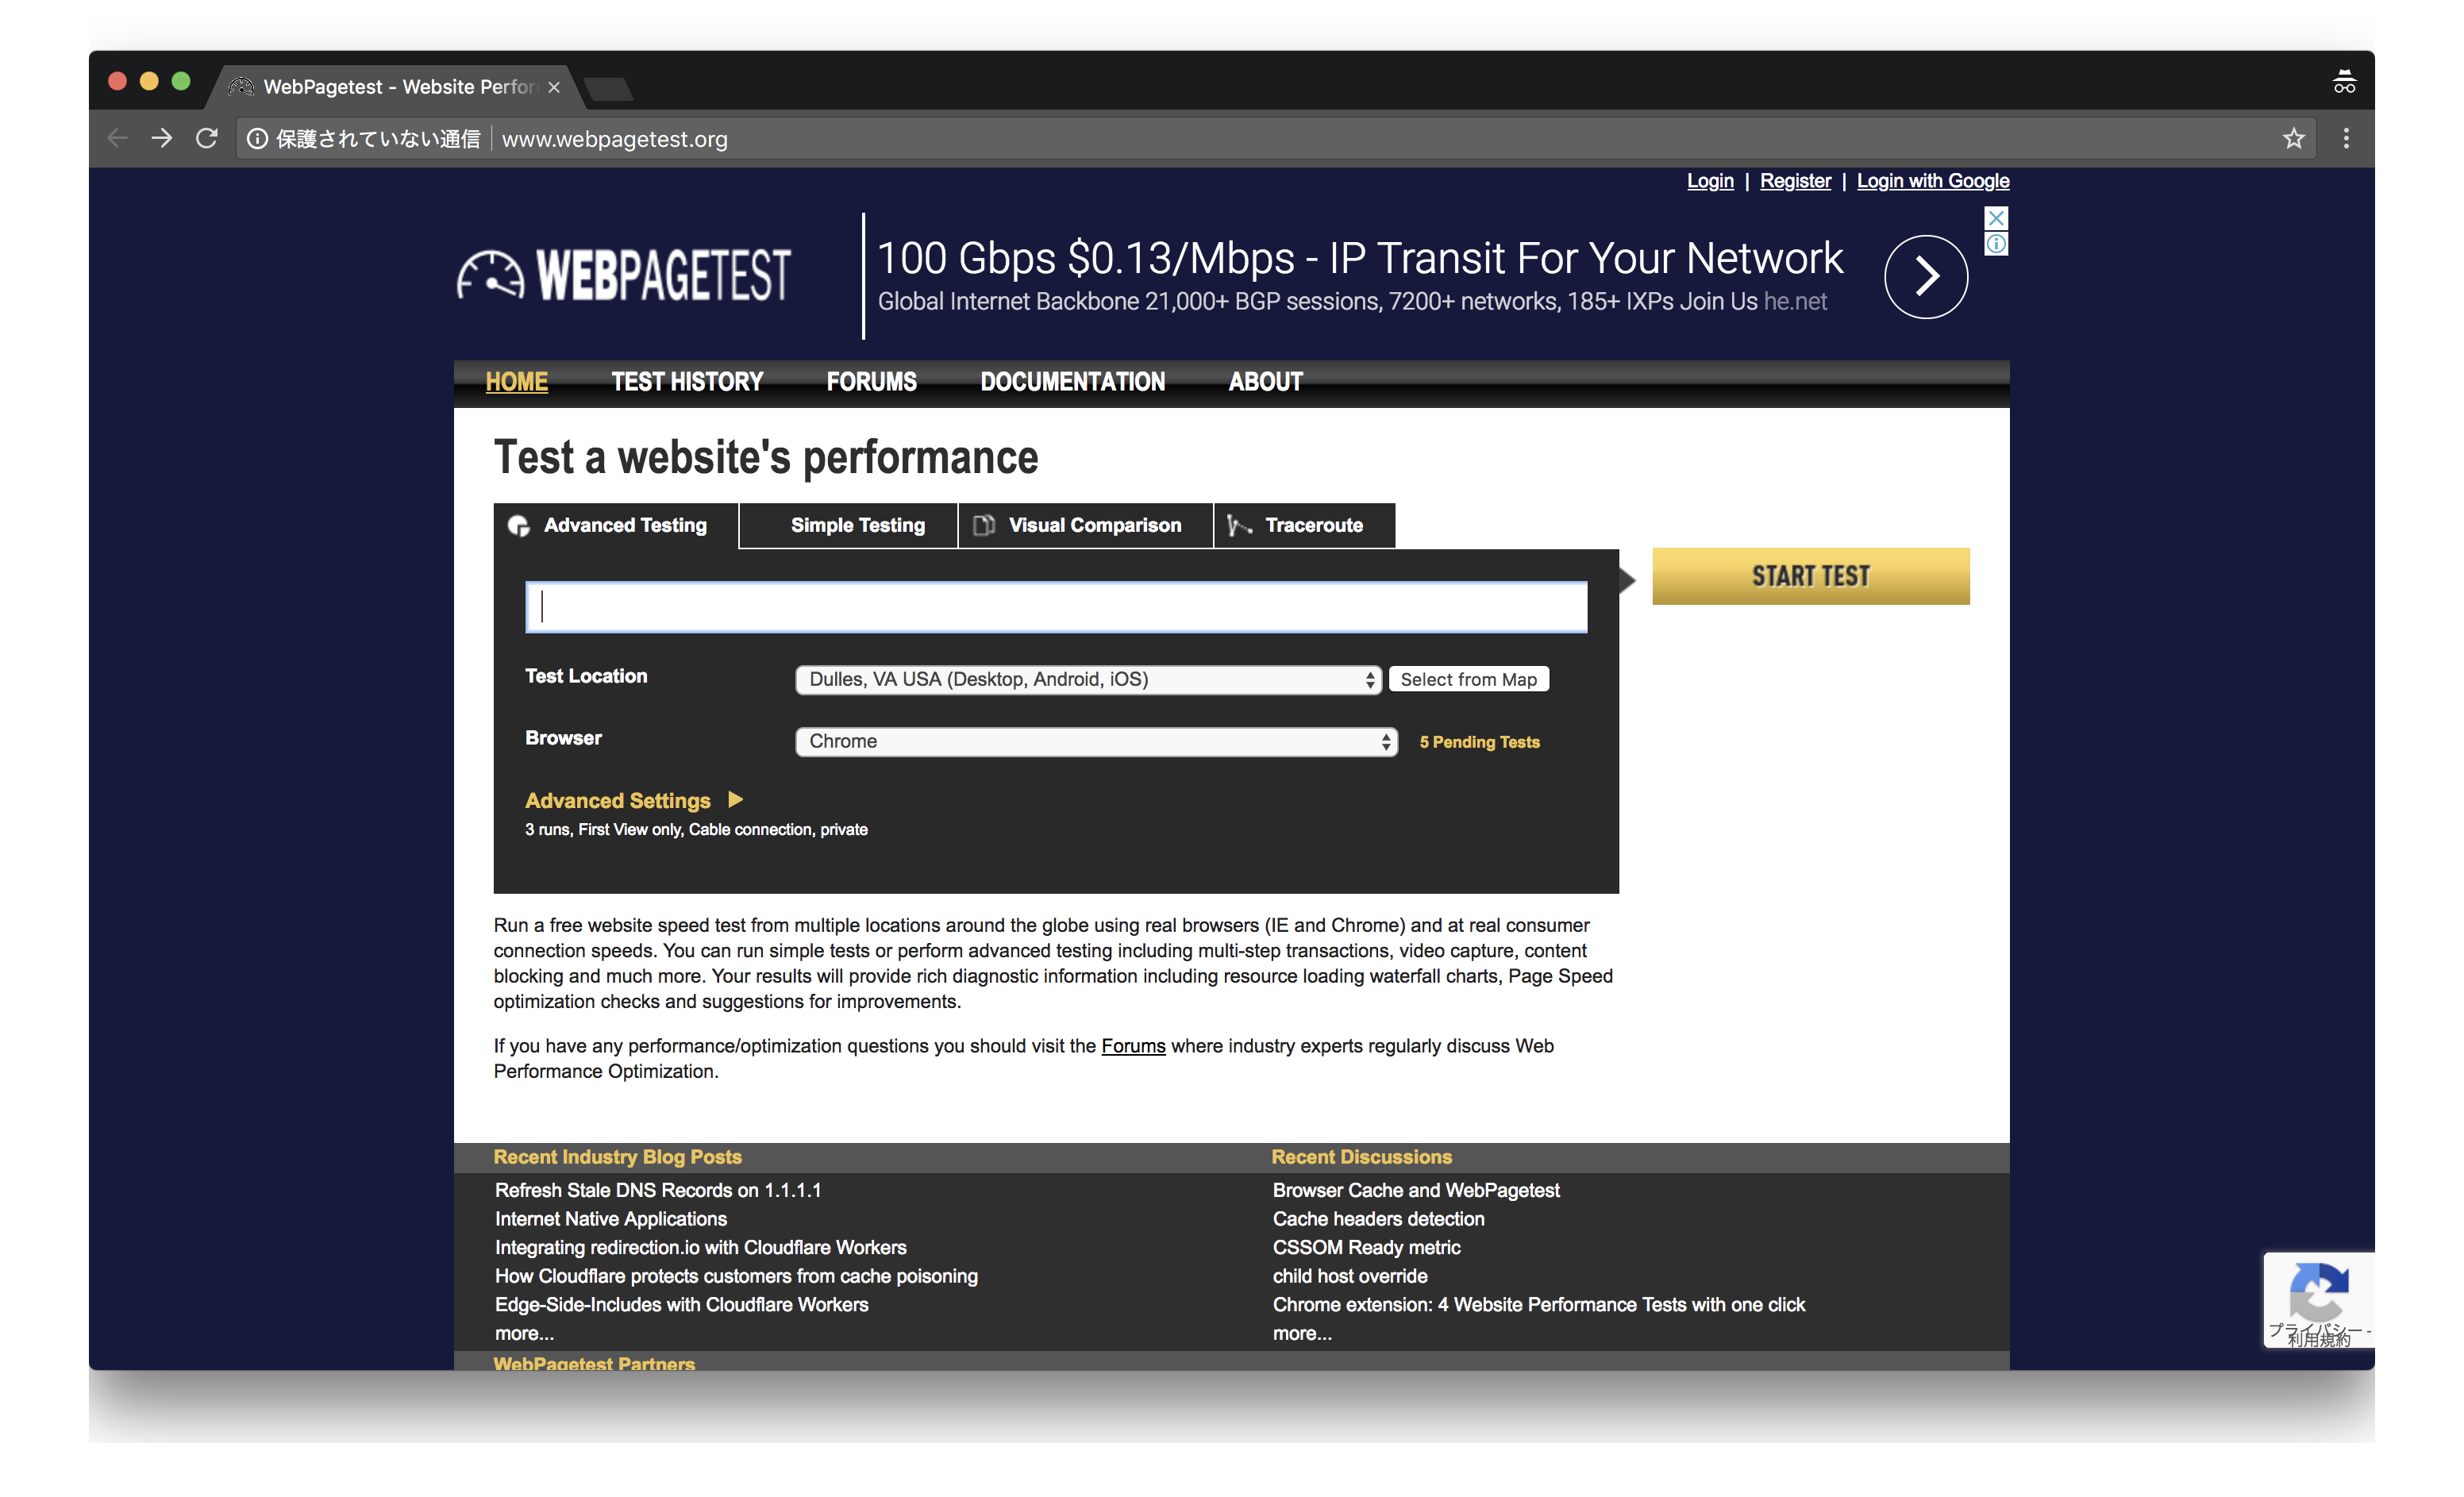 WebPagetest - Website Perfor
保護されていない通信 www.webpagetest.org
Login | Register | Login with Google
WEBPAGETEST
100 Gbps $0.13/Mbps - IP Transit For Your Network
Global Internet Backbone 21,000+ BGP sessions, 7200+ networks, 185+ IXPs Join Us he.net
HOME TEST HISTORY FORUMS DOCUMENTATION ABOUT
Test a website's performance
Advanced Testing Simple Testing Visual Comparison Traceroute
START TEST
Test Location Dulles, VA USA (Desktop, Android, iOS) Select from Map
Browser Chrome 5 Pending Tests
Advanced Settings
3 runs, First View only, Cable connection, private
Run a free website speed test from multiple locations around the globe using real browsers (IE and Chrome) and at real consumer
connection speeds. You can run simple tests or perform advanced testing including multi-step transactions, video capture, content
blocking and much more. Your results will provide rich diagnostic information including resource loading waterfall charts, Page Speed
optimization checks and suggestions for improvements.
If you have any performance/optimization questions you should visit the Forums where industry experts regularly discuss Web
Performance Optimization.
Recent Industry Blog Posts
Refresh Stale DNS Records on 1.1.1.1
Internet Native Applications
Integrating redirection.io with Cloudflare Workers
How Cloudflare protects customers from cache poisoning
Edge-Side-Includes with Cloudflare Workers
more...
Recent Discussions
Browser Cache and WebPagetest
Cache headers detection
CSSOM Ready metric
child host override
Chrome extension: 4 Website Performance Tests with one click
more...
WebPagetest Partners
プライバシー -
利用規約